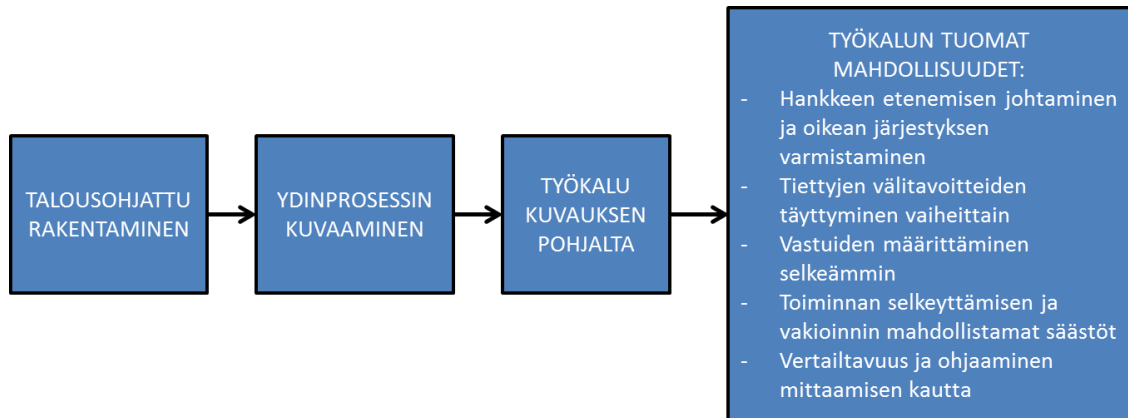 TALOUSOHJATTU
RAKENTAMINEN
YDINPROSESSIN
KUVAAMINEN
TYÖKALU
KUVAUKSEN
POHJALTA
TYÖKALUN TUOMAT
MAHDOLLISUUDET:
- Hankkeen etenemisen johtaminen
ja oikean järjestyksen
varmistaminen
- Tiettyjen välitavoitteiden
täyttyminen vaiheittain
- Vastuiden määrittäminen
selkeämmin
- Toiminnan selkeyttämisen ja
vakioinnin mahdollistamat säästöt
- Vertailtavuus ja ohjaaminen
mittaamisen kautta